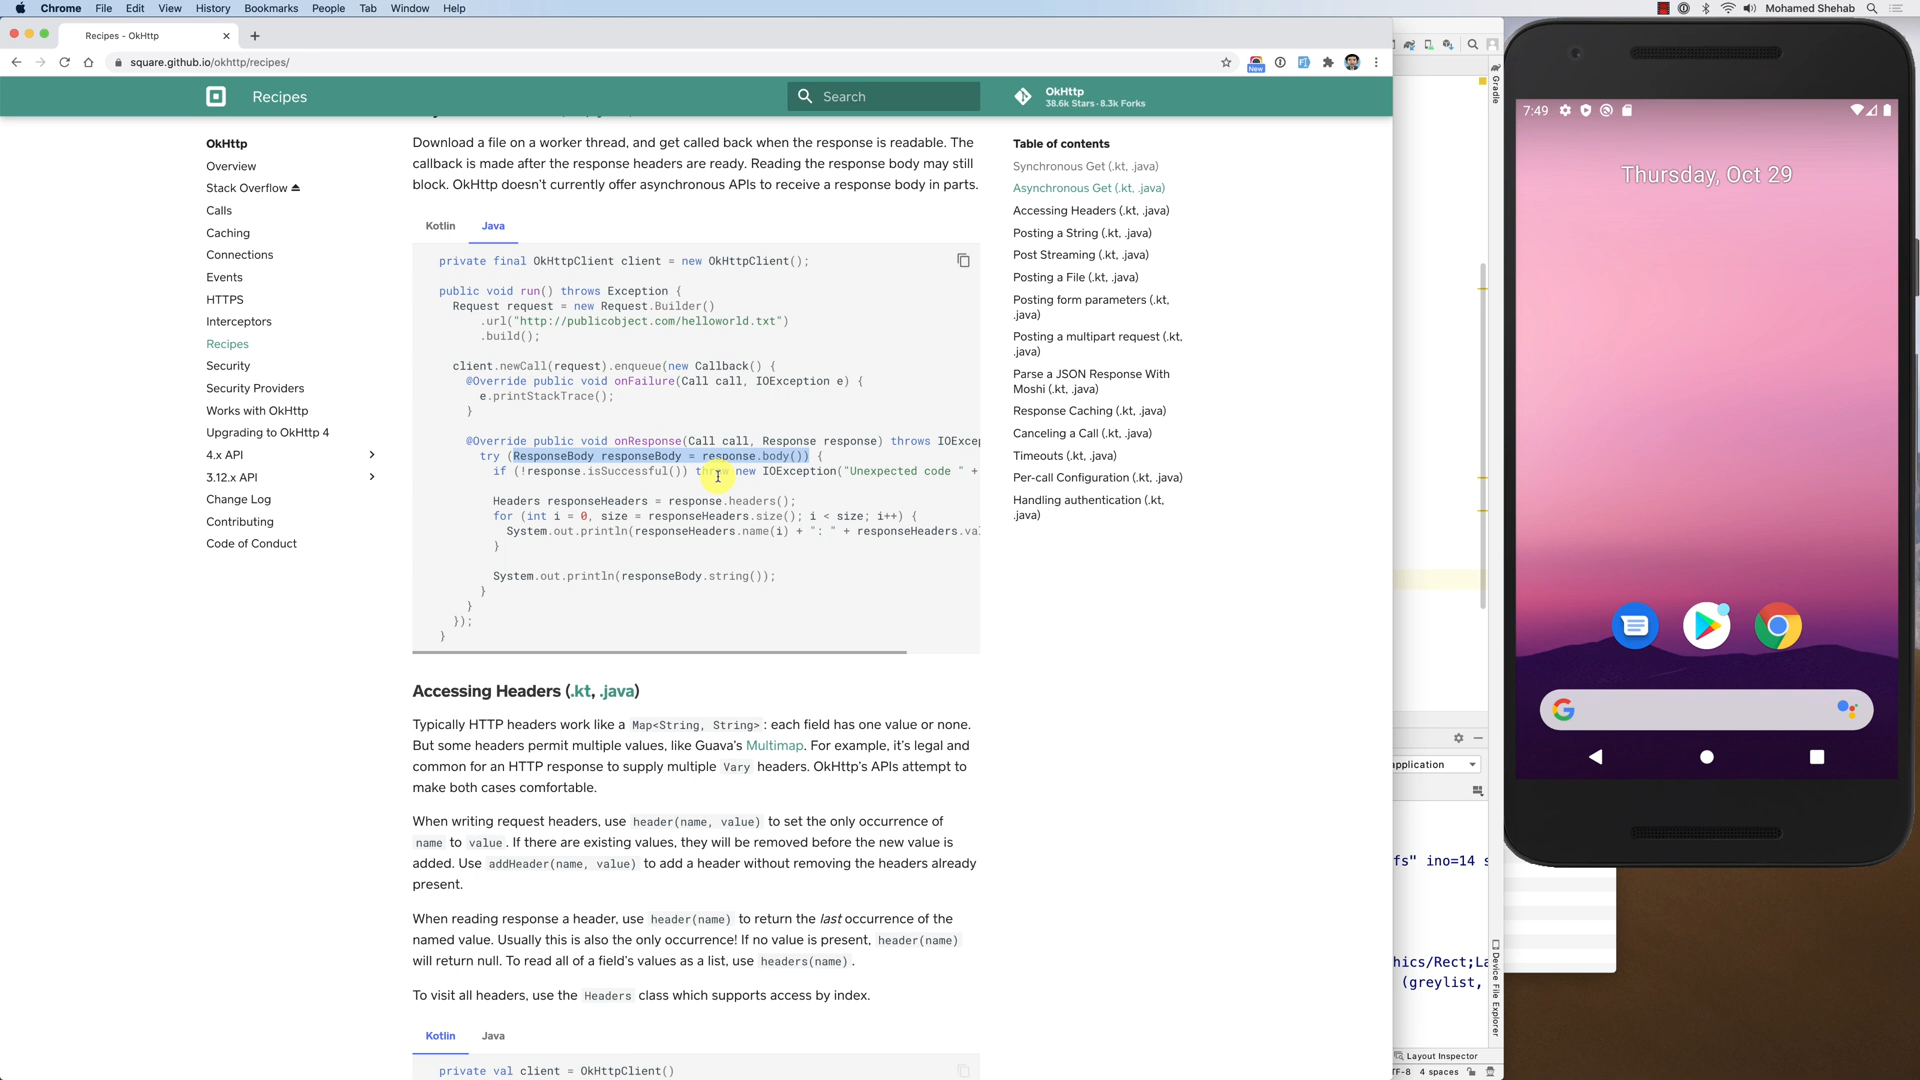 Chrome File Edit View History Bookmarks People Tab Window Help Mohamed Shehab
Recipes - OkHttp
square.github.io/okhttp/recipes/
New
Recipes
Search
OkHttp
38.6k Stars · 8.3k Forks
OkHttp
Overview
Stack Overflow
Calls
Caching
Connections
Events
HTTPS
Interceptors
Recipes
Security
Security Providers
Works with OkHttp
Upgrading to OkHttp 4
4.x API
3.12.x API
Change Log
Contributing
Code of Conduct
Download a file on a worker thread, and get called back when the response is readable. The
callback is made after the response headers are ready. Reading the response body may still
block. OkHttp doesn't currently offer asynchronous APIs to receive a response body in parts.
Kotlin Java
private final OkHttpClient client = new OkHttpClient();
public void run() throws Exception {
Request request = new Request.Builder()
.url("http://publicobject.com/helloworld.txt")
.build();
client.newCall(request).enqueue(new Callback() {
@Override public void onFailure(Call call, IOException e) {
e.printStackTrace();
}
@Override public void onResponse(Call call, Response response) throws IOExcep
try (ResponseBody responseBody = response.body()) {
if (!response.isSuccessful()) throw new IOException("Unexpected code " +
Headers responseHeaders = response.headers();
for (int i = 0, size = responseHeaders.size(); i < size; i++) {
System.out.println(responseHeaders.name(i) + ": " + responseHeaders.va
}
System.out.println(responseBody.string());
}
}
});
}
Accessing Headers (.kt, .java)
Typically HTTP headers work like a Map<String, String>: each field has one value or none.
But some headers permit multiple values, like Guava's Multimap. For example, it's legal and
common for an HTTP response to supply multiple Vary headers. OkHttp's APIs attempt to
make both cases comfortable.
When writing request headers, use header(name, value) to set the only occurrence of
name to value. If there are existing values, they will be removed before the new value is
added. Use addHeader(name, value) to add a header without removing the headers already
present.
When reading response a header, use header(name) to return the last occurrence of the
named value. Usually this is also the only occurrence! If no value is present, header(name)
will return null. To read all of a field's values as a list, use headers(name).
To visit all headers, use the Headers class which supports access by index.
Kotlin Java
private val client = OkHttpClient()
Table of contents
Synchronous Get (.kt, .java)
Asynchronous Get (.kt, .java)
Accessing Headers (.kt, .java)
Posting a String (.kt, .java)
Post Streaming (.kt, .java)
Posting a File (.kt, .java)
Posting form parameters (.kt,
.java)
Posting a multipart request (.kt,
.java)
Parse a JSON Response With
Moshi (.kt, .java)
Response Caching (.kt, .java)
Canceling a Call (.kt, .java)
Timeouts (.kt, .java)
Per-call Configuration (.kt, .java)
Handling authentication (.kt,
.java)
Gradle
7:49
Thursday, Oct 29
application
fs" ino=14 s
hics/Rect;La
(greylist,
Device File Explorer
Layout Inspector
TF-8 4 spaces